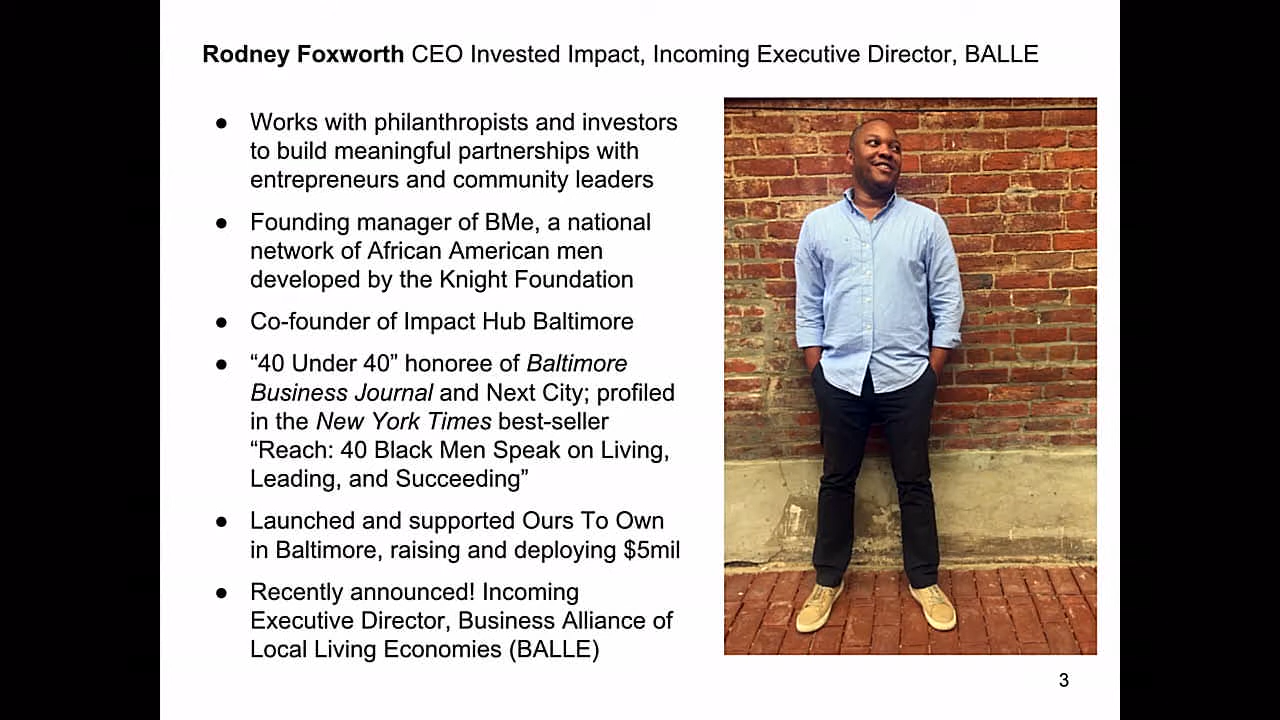 Rodney Foxworth CEO Invested Impact, Incoming Executive Director, BALLE
● Works with philanthropists and investors
to build meaningful partnerships with
entrepreneurs and community leaders
● Founding manager of BMe, a national
network of African American men
developed by the Knight Foundation
● Co-founder of Impact Hub Baltimore
● “40 Under 40” honoree of Baltimore
Business Journal and Next City; profiled
in the New York Times best-seller
“Reach: 40 Black Men Speak on Living,
Leading, and Succeeding”
● Launched and supported Ours To Own
in Baltimore, raising and deploying $5mil
● Recently announced! Incoming
Executive Director, Business Alliance of
Local Living Economies (BALLE)
3